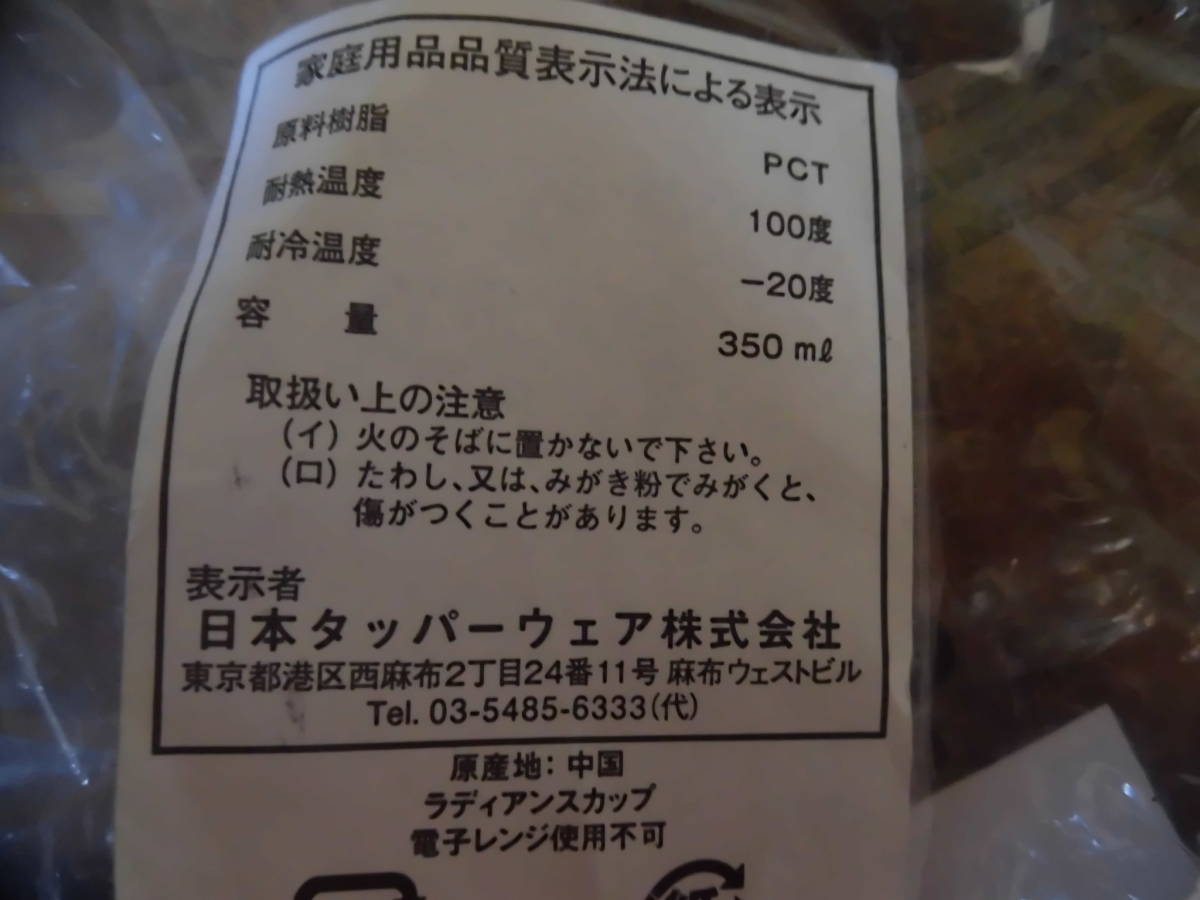 家庭用品品質表示法による表示
原料樹脂 PCT
耐熱温度 100度
耐冷温度 −20度
容 量 350 mℓ
取扱い上の注意
(イ) 火のそばに置かないで下さい。
(ロ) たわし、又は、みがき粉でみがくと、
傷がつくことがあります。
表示者
日本タッパーウェア株式会社
東京都港区西麻布2丁目24番11号 麻布ウェストビル
Tel. 03-5485-6333(代)
原産地: 中国
ラディアンスカップ
電子レンジ使用不可